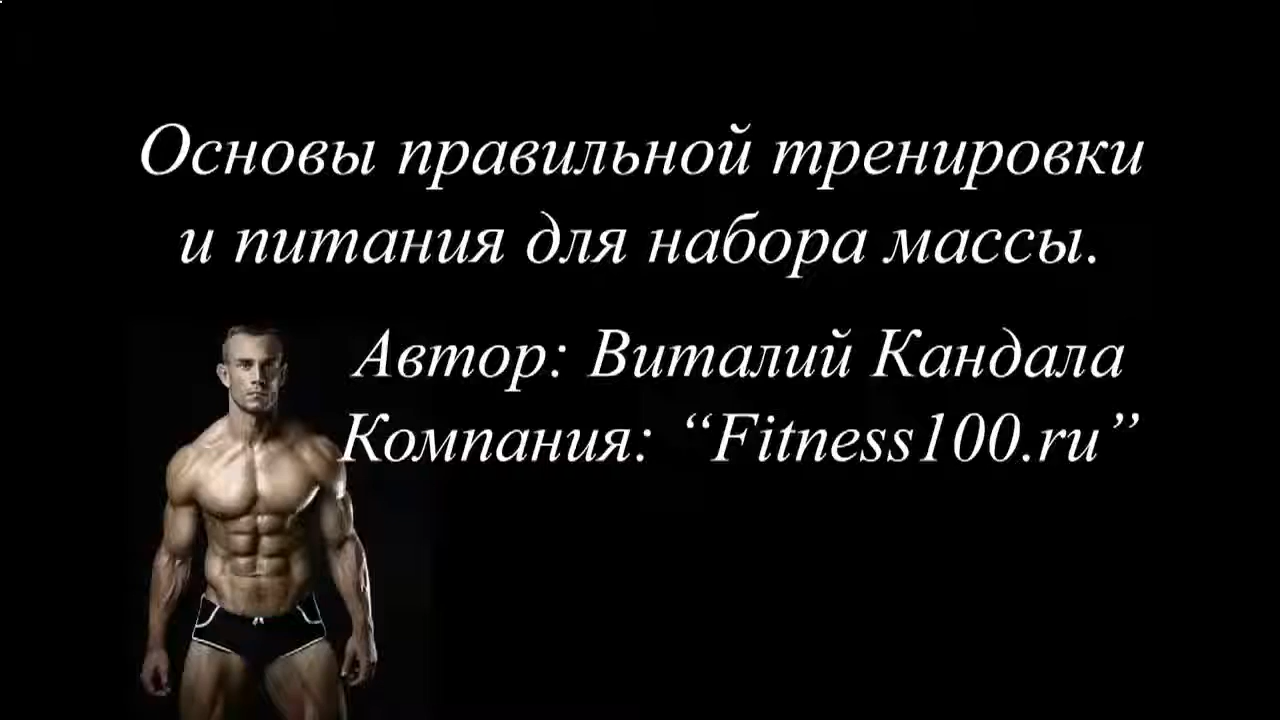 Основы правильной тренировки
и питания для набора массы.
Автор: Виталий Кандала
Компания: “Fitness100.ru”